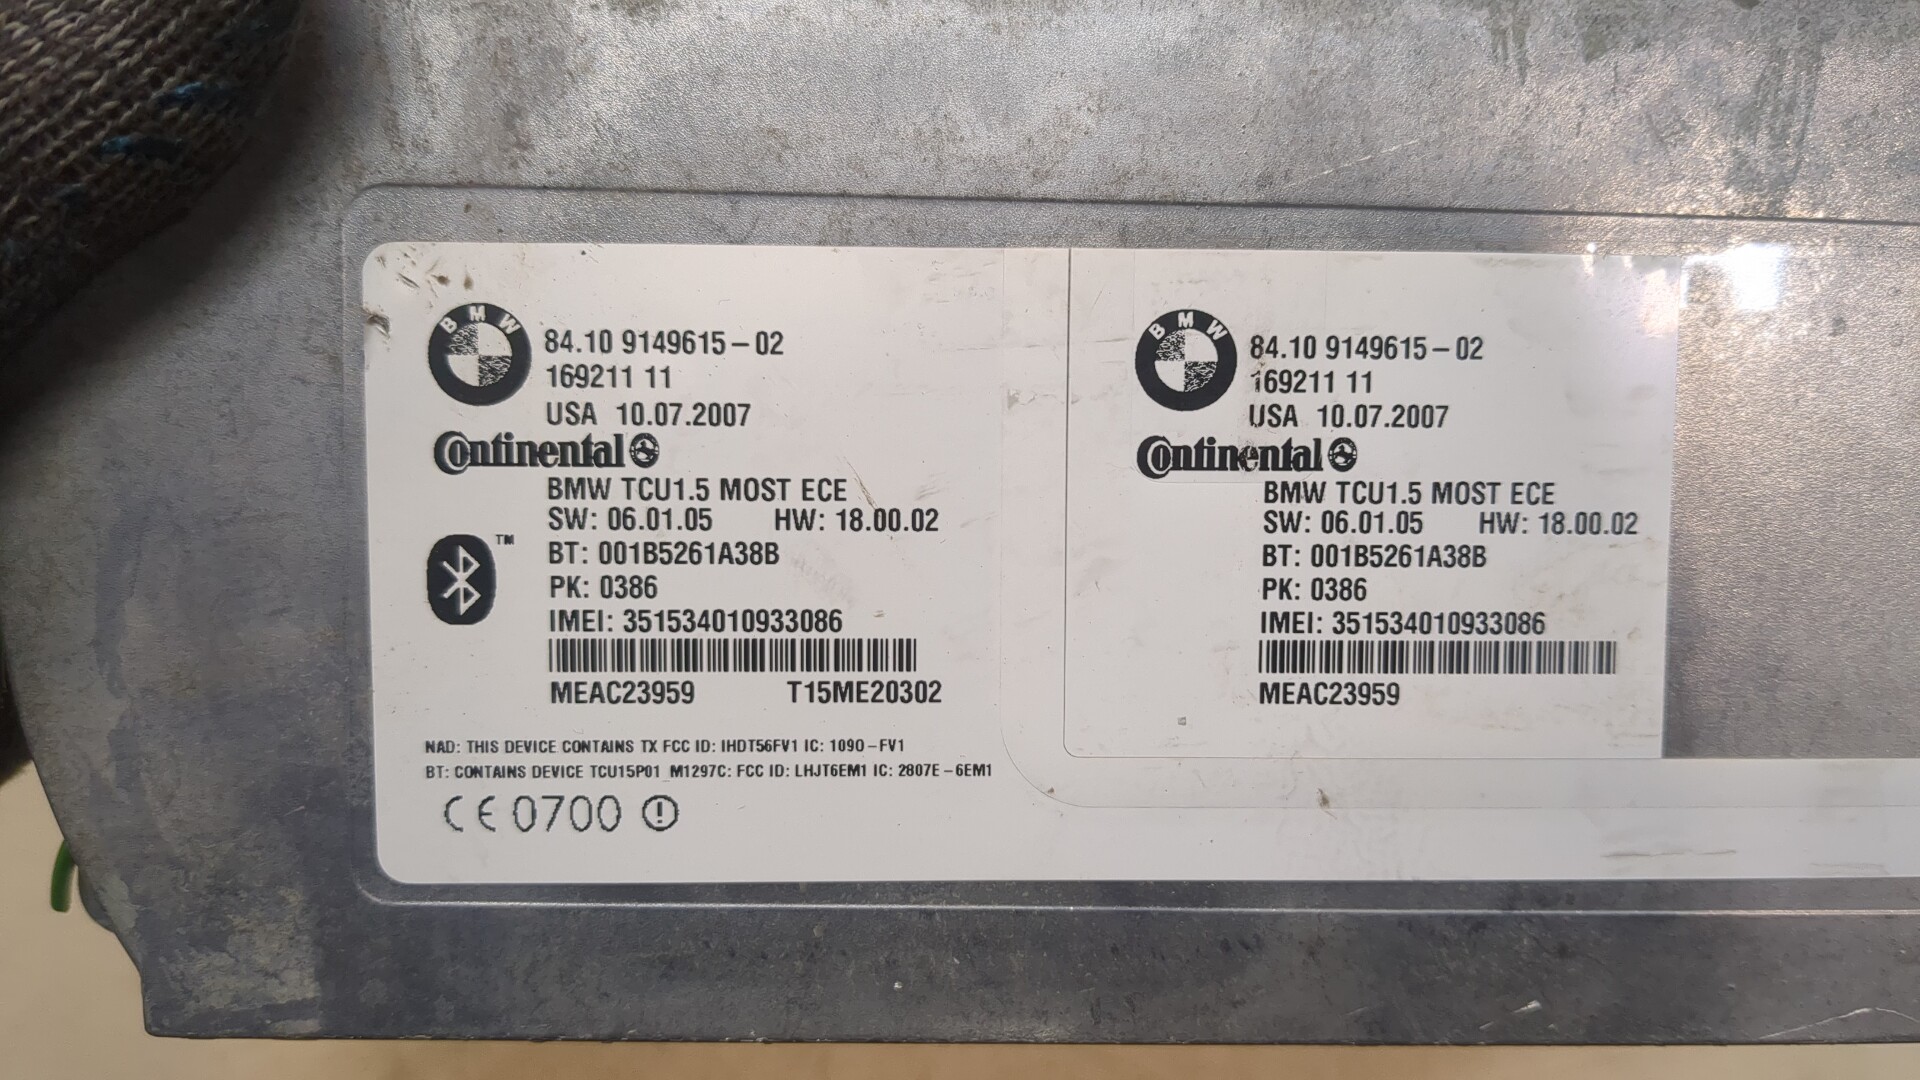 BMW
84.10 9149615-02
169211 11
USA 10.07.2007
Continental
BMW TCU1.5 MOST ECE
SW: 06.01.05 HW: 18.00.02
TM
BT: 001B5261A38B
PK: 0386
IMEI: 351534010933086
MEAC23959 T15ME20302
NAD: THIS DEVICE CONTAINS TX FCC ID: IHDT56FV1 IC: 1090-FV1
BT: CONTAINS DEVICE TCU15P01_M1297C: FCC ID: LHJT6EM1 IC: 2807E-6EM1
CE 0700
BMW
84.10 9149615-02
169211 11
USA 10.07.2007
Continental
BMW TCU1.5 MOST ECE
SW: 06.01.05 HW: 18.00.02
BT: 001B5261A38B
PK: 0386
IMEI: 351534010933086
MEAC23959